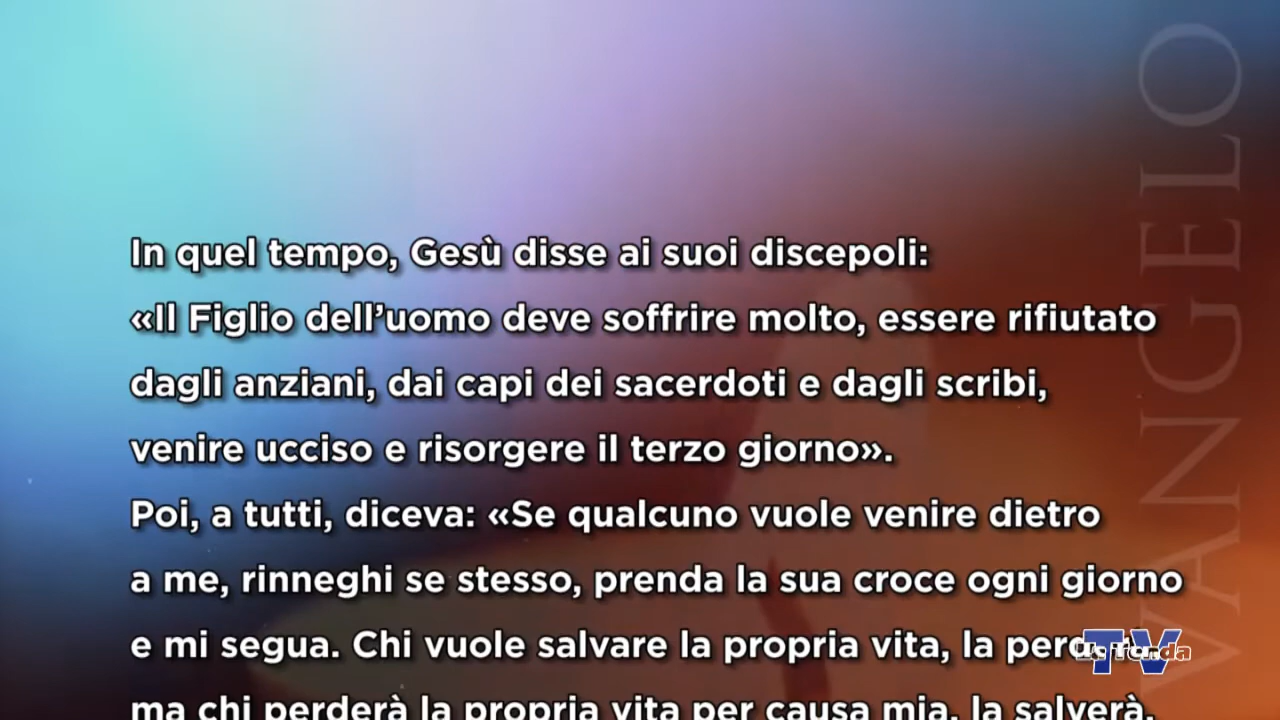 In quel tempo, Gesù disse ai suoi discepoli:
«Il Figlio dell'uomo deve soffrire molto, essere rifiutato
dagli anziani, dai capi dei sacerdoti e dagli scribi,
venire ucciso e risorgere il terzo giorno».
Poi, a tutti, diceva: «Se qualcuno vuole venire dietro
a me, rinneghi se stesso, prenda la sua croce ogni giorno
e mi segua. Chi vuole salvare la propria vita, la
ma chi perderà la propria vita per causa mia, la salverà.
VANGELO
TV